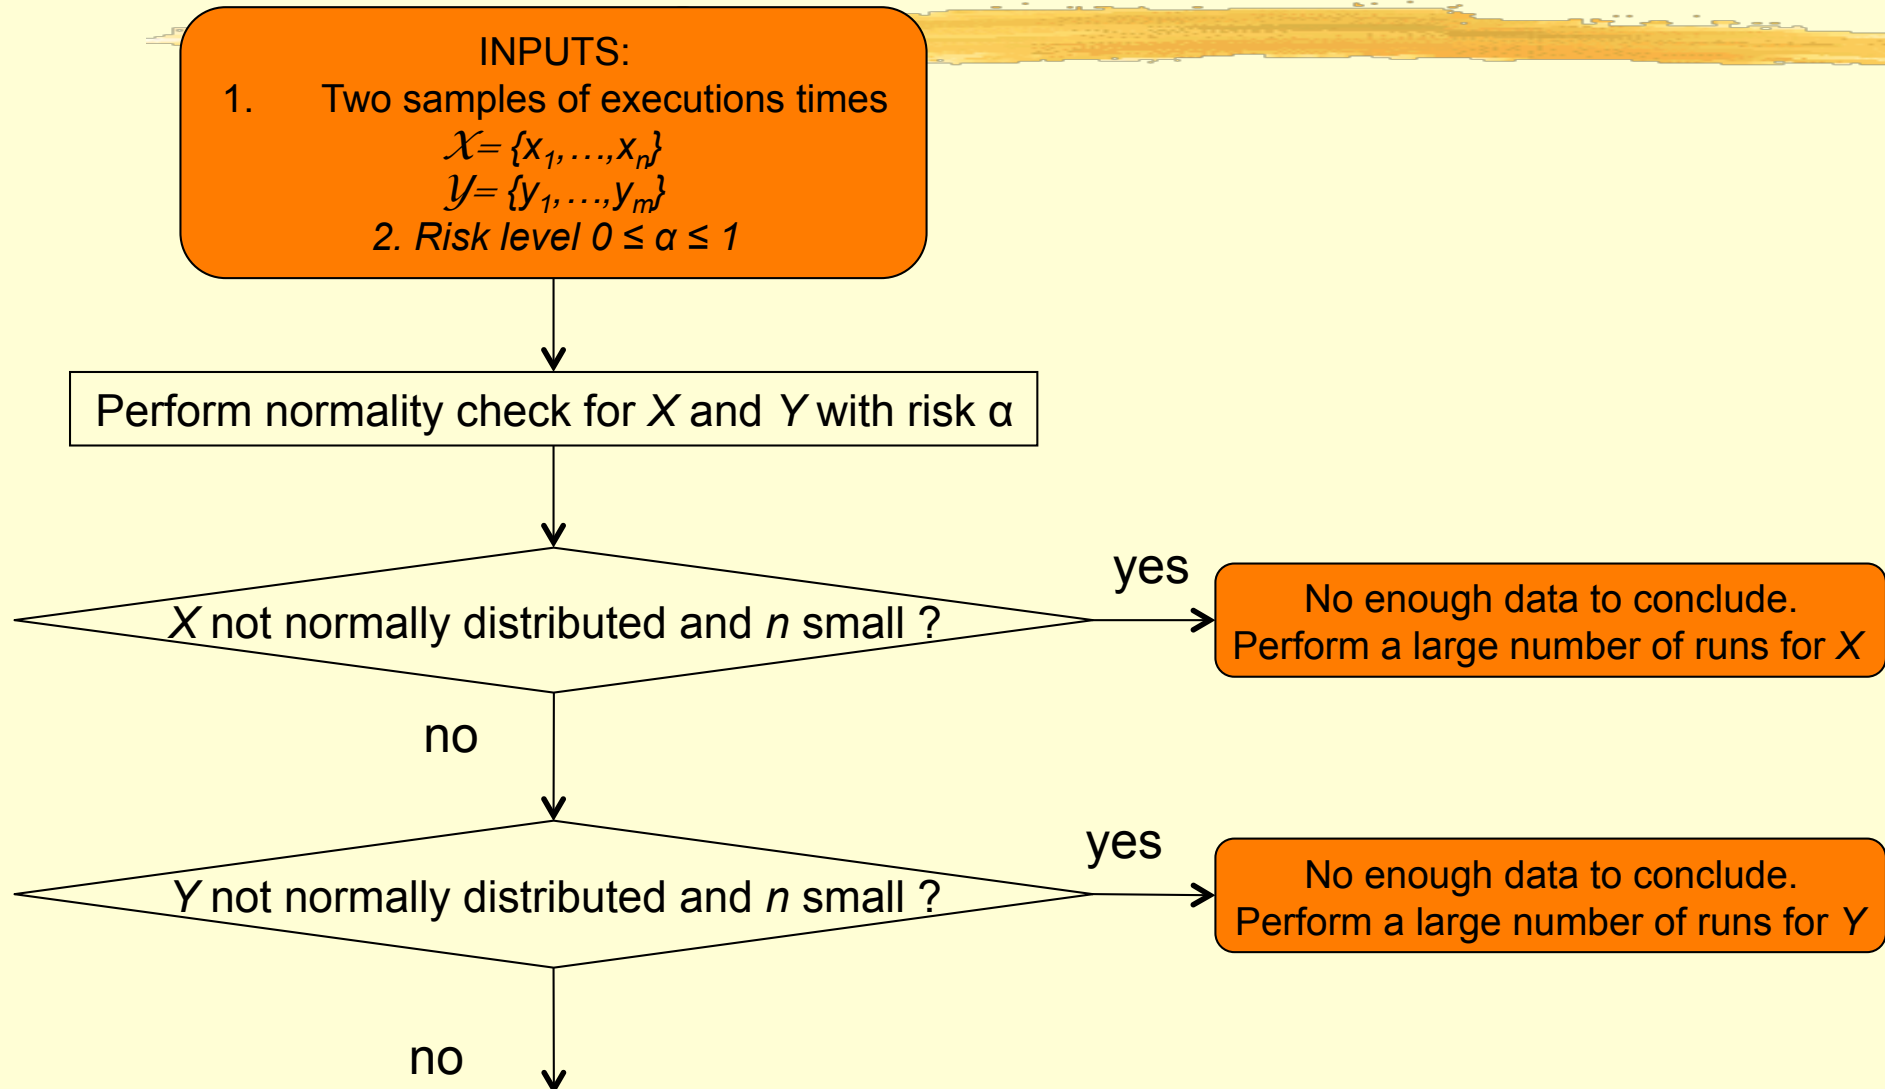 INPUTS:
1. Two samples of executions times
𝒳= {x₁,…,xₙ}
𝒴= {y₁,…,yₘ}
2. Risk level 0 ≤ α ≤ 1
Perform normality check for X and Y with risk α
X not normally distributed and n small ?
yes
No enough data to conclude.
Perform a large number of runs for X
no
Y not normally distributed and n small ?
yes
No enough data to conclude.
Perform a large number of runs for Y
no